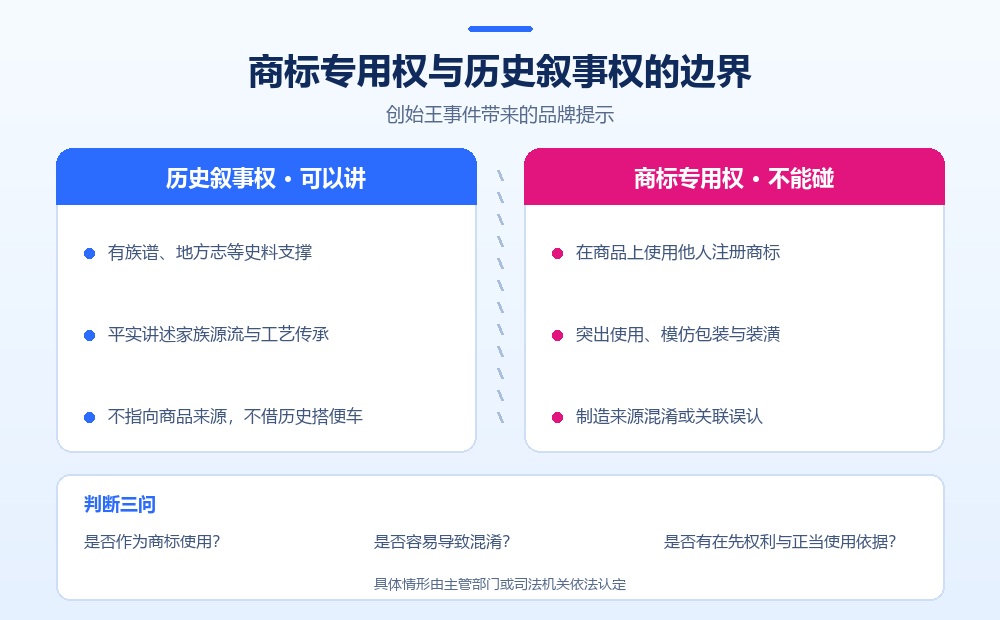 商标专用权与历史叙事权的边界
创始王事件带来的品牌提示
历史叙事权·可以讲
有族谱、地方志等史料支撑
平实讲述家族源流与工艺传承
不指向商品来源，不借历史搭便车
商标专用权·不能碰
在商品上使用他人注册商标
突出使用、模仿包装与装潢
制造来源混淆或关联误认
判断三问
是否作为商标使用？
是否容易导致混淆？
是否有在先权利与正当使用依据？
具体情形由主管部门或司法机关依法认定